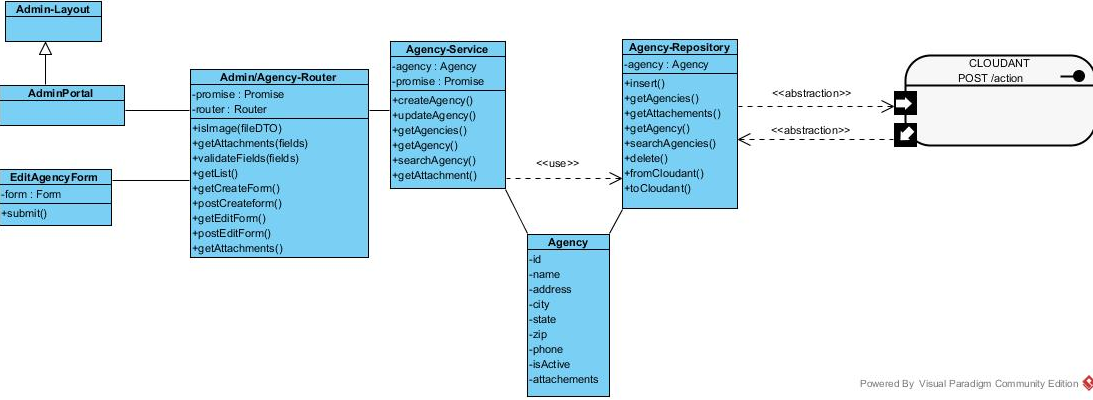 Admin-Layout
AdminPortal
EditAgencyForm
-form : Form
+submit()
Admin/Agency-Router
-promise : Promise
-router : Router
+isImage(fileDTO)
+getAttachments(fields)
+validateFields(fields)
+getList()
+getCreateForm()
+postCreateform()
+getEditForm()
+postEditForm()
+getAttachments()
Agency-Service
-agency : Agency
-promise : Promise
+createAgency()
+updateAgency()
+getAgencies()
+getAgency()
+searchAgency()
+getAttachment()
<<use>>
Agency
-id
-name
-address
-city
-state
-zip
-phone
-isActive
-attachements
Agency-Repository
-agency : Agency
+insert()
+getAgencies()
+getAttachements()
+getAgency()
+searchAgencies()
+delete()
+fromCloudant()
+toCloudant()
<<abstraction>>
<<abstraction>>
CLOUDANT
POST /action
Powered By Visual Paradigm Community Edition